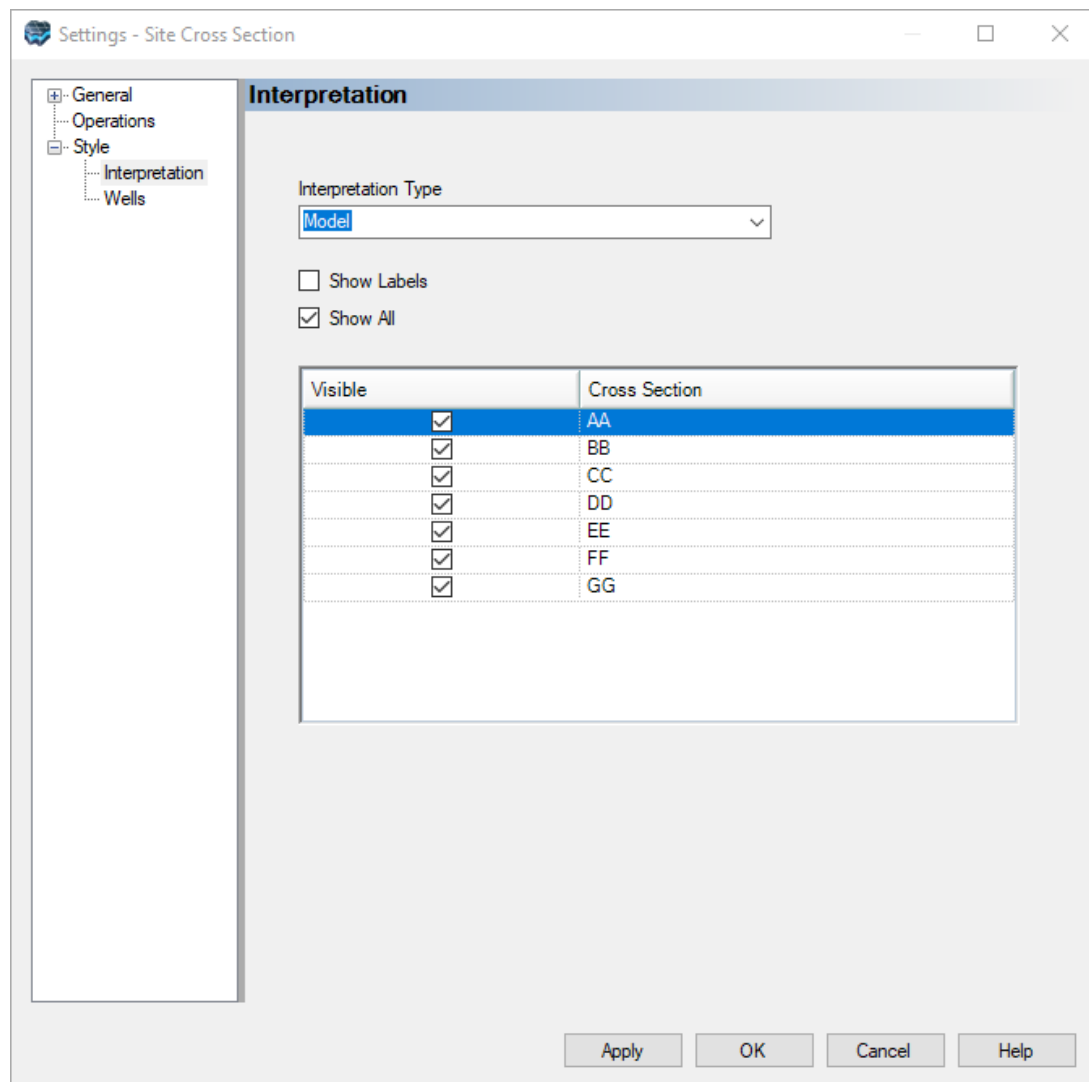 Settings - Site Cross Section
General
Operations
Style
Interpretation
Wells
Interpretation
Interpretation Type
Model
Show Labels
Show All
Visible Cross Section
AA
BB
CC
DD
EE
FF
GG
Apply OK Cancel Help